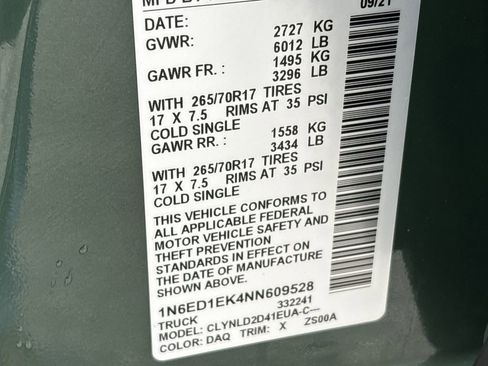 MFD BY
DATE: 09/21
GVWR: 2727 KG
6012 LB
GAWR FR. : 1495 KG
3296 LB
WITH 265/70R17 TIRES
17 X 7.5 RIMS AT 35 PSI
COLD SINGLE
GAWR RR. : 1558 KG
3434 LB
WITH 265/70R17 TIRES
17 X 7.5 RIMS AT 35 PSI
COLD SINGLE
THIS VEHICLE CONFORMS TO
ALL APPLICABLE FEDERAL
MOTOR VEHICLE SAFETY AND
THEFT PREVENTION
STANDARDS IN EFFECT ON
THE DATE OF MANUFACTURE
SHOWN ABOVE.
1N6ED1EK4NN609528
TRUCK 332241
MODEL: CLYNLD2D41EUA-C---
COLOR: DAQ TRIM: X ZS00A